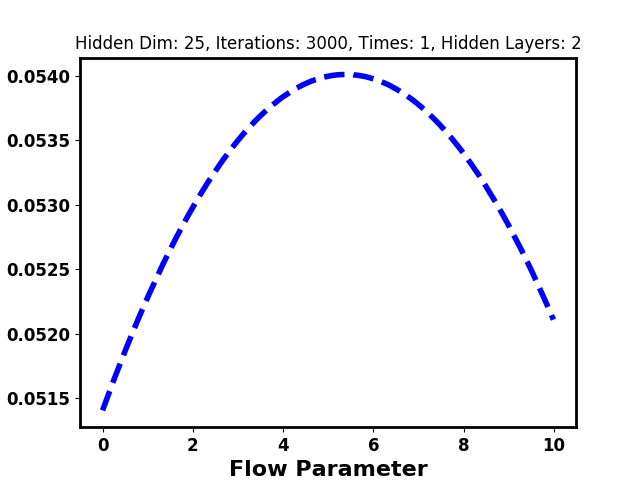 Hidden Dim: 25, Iterations: 3000, Times: 1, Hidden Layers: 2
0.0540
0.0535
0.0530
0.0525
0.0520
0.0515
0 2 4 6 8 10
Flow Parameter